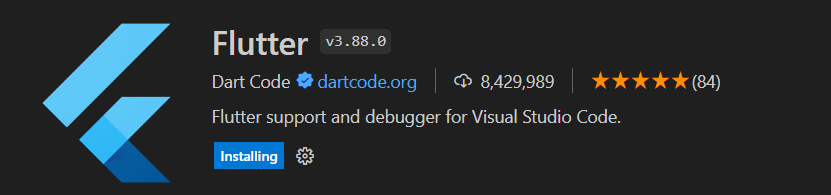 Flutter v3.88.0
Dart Code dartcode.org 8,429,989 ★★★★★(84)
Flutter support and debugger for Visual Studio Code.
Installing